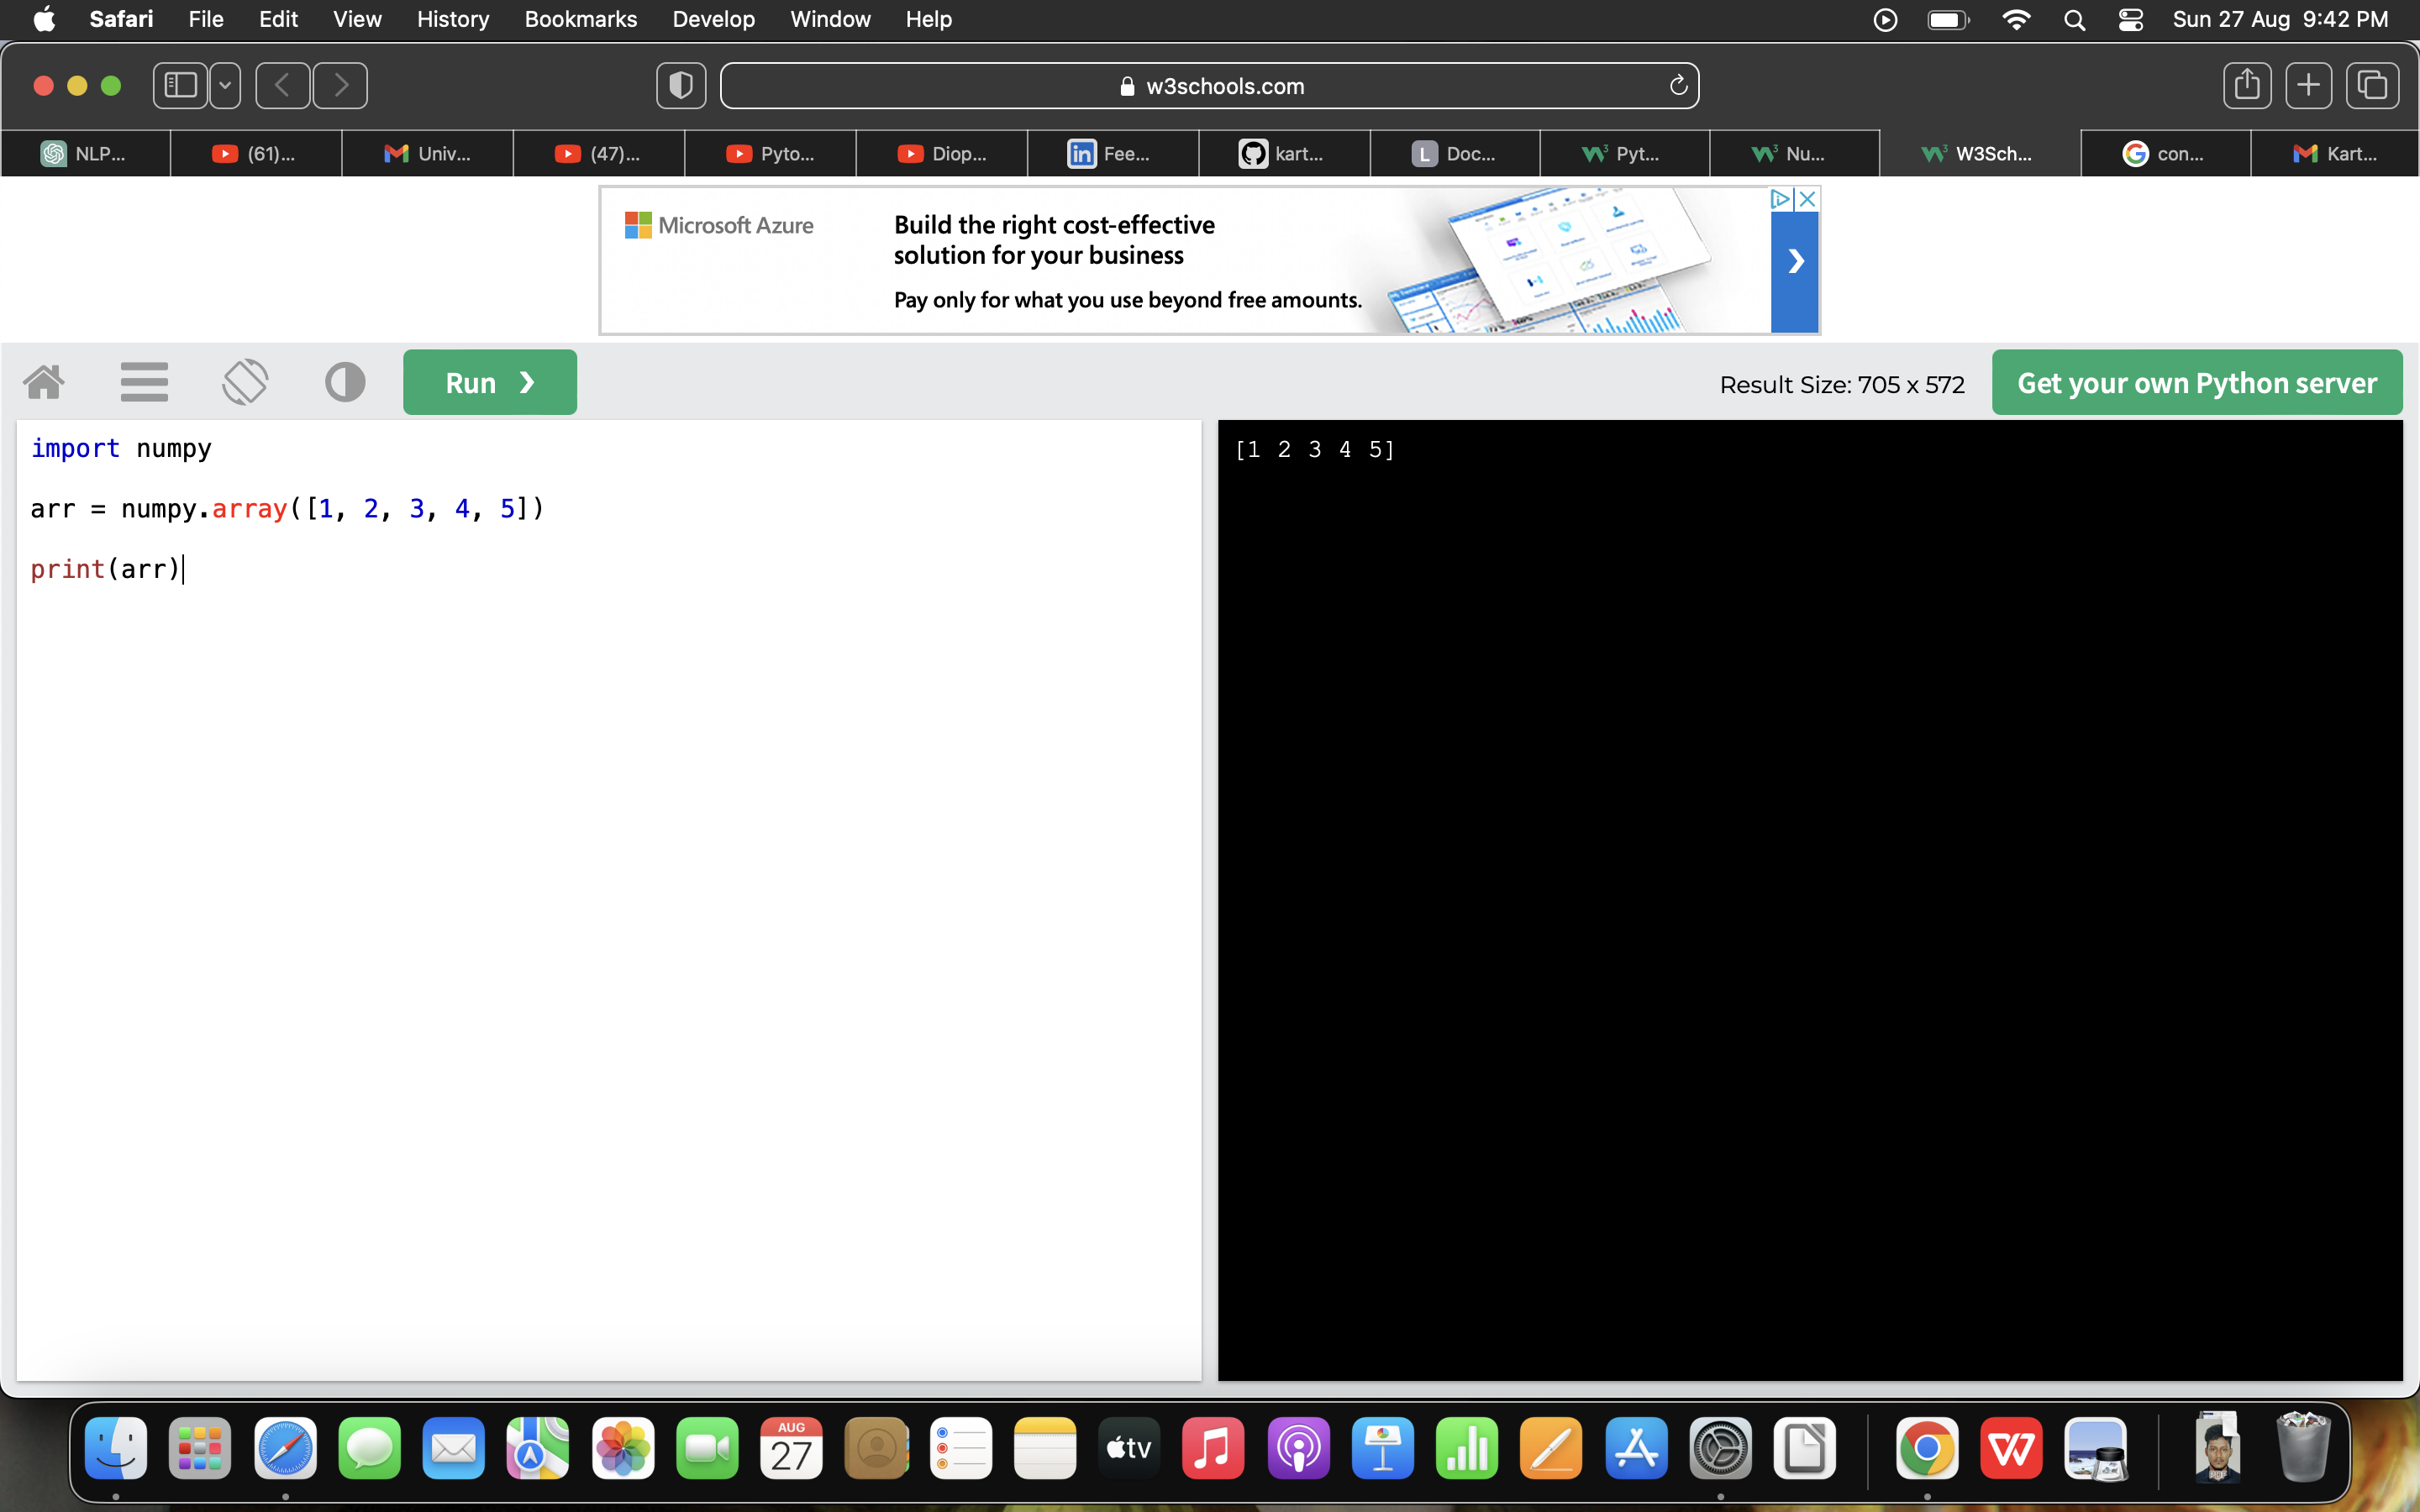 Safari File Edit View History Bookmarks Develop Window Help Sun 27 Aug 9:42 PM
w3schools.com
NLP... (61)... Univ... (47)... Pyto... Diop... in Fee... kart... L Doc... Pyt... Nu... W3Sch... con... Kart...
Microsoft Azure
Build the right cost-effective
solution for your business
Pay only for what you use beyond free amounts.
Run ❯ Result Size: 705 x 572 Get your own Python server
import numpy
arr = numpy.array([1, 2, 3, 4, 5])
print(arr)
[1 2 3 4 5]
AUG
27
tv